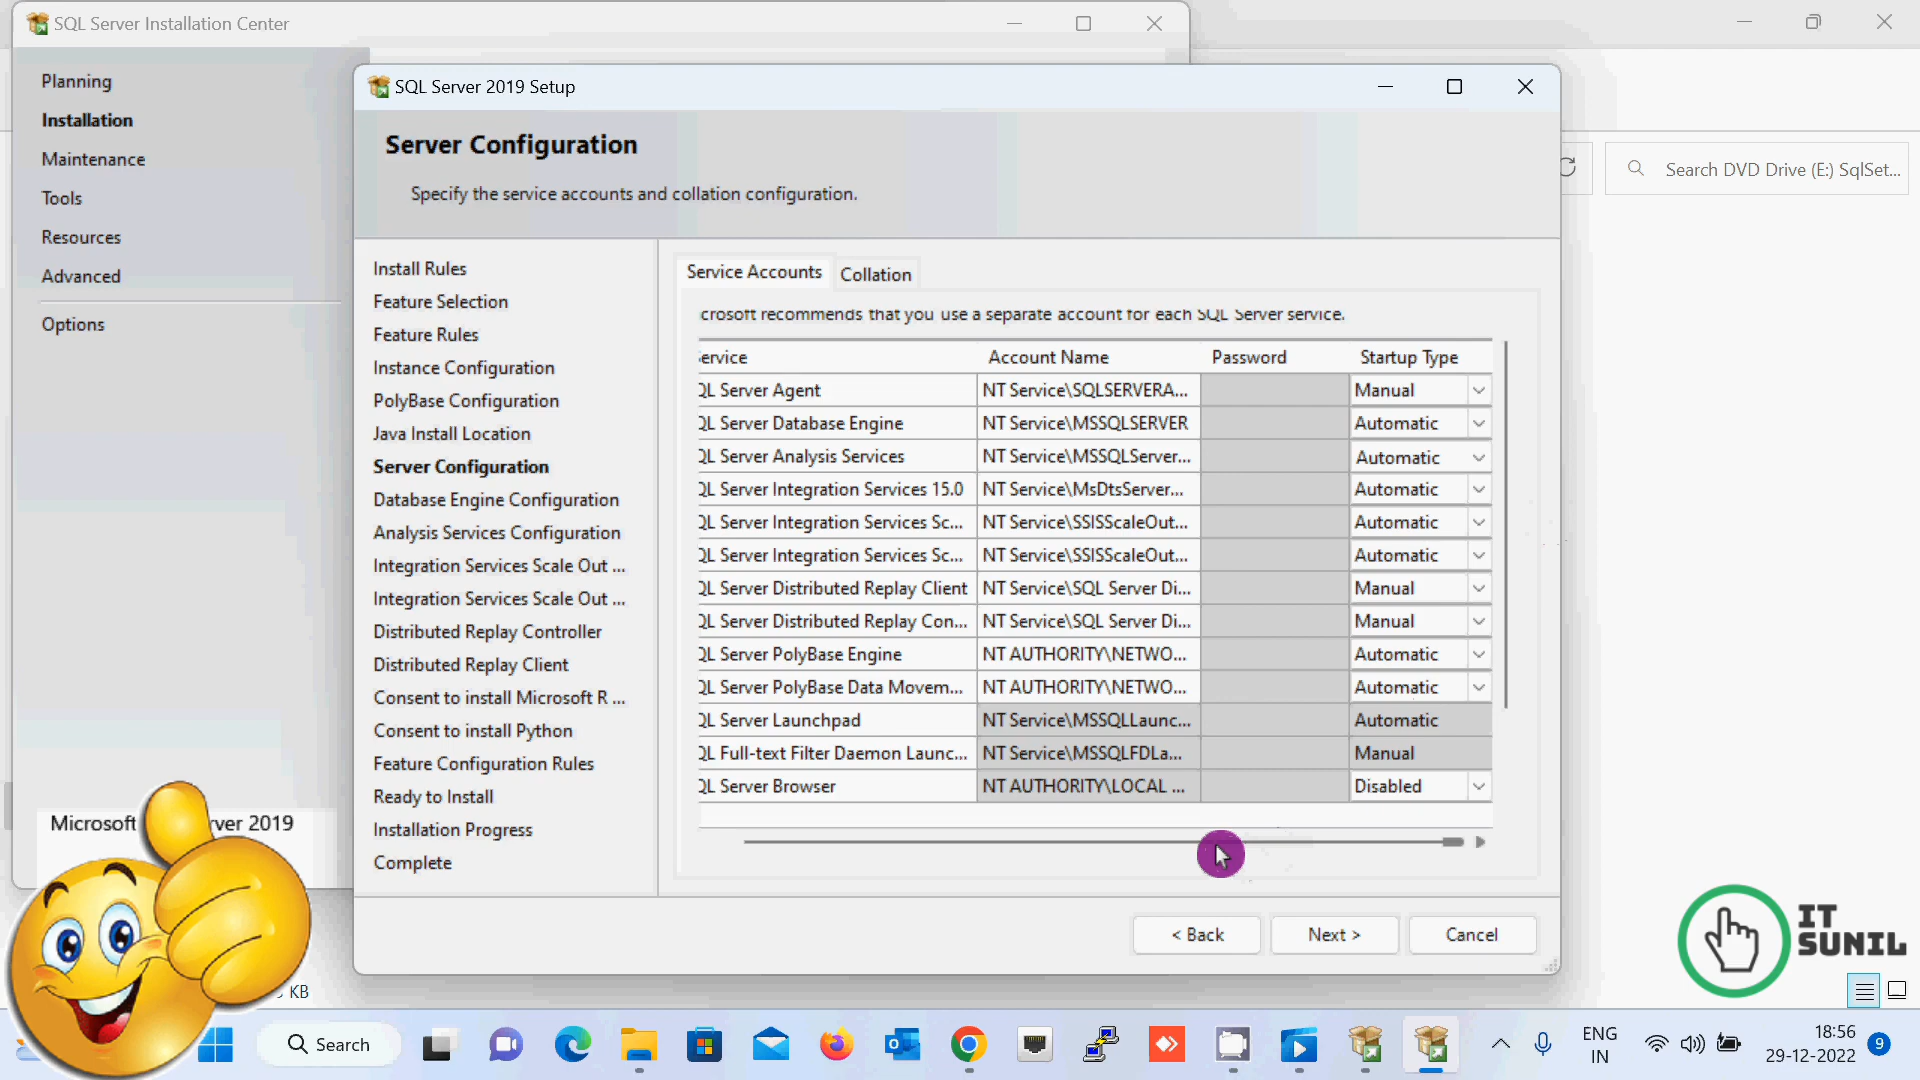 SQL Server Installation Center
Planning
Installation
Maintenance
Tools
Resources
Advanced
Options
SQL Server 2019 Setup
Server Configuration
Specify the service accounts and collation configuration.
Search DVD Drive (E:) SqlSet...
Install Rules
Feature Selection
Feature Rules
Instance Configuration
PolyBase Configuration
Java Install Location
Server Configuration
Database Engine Configuration
Analysis Services Configuration
Integration Services Scale Out ...
Integration Services Scale Out ...
Distributed Replay Controller
Distributed Replay Client
Consent to install Microsoft R ...
Consent to install Python
Feature Configuration Rules
Ready to Install
Installation Progress
Complete
Service Accounts Collation
crosoft recommends that you use a separate account for each SQL Server service.
ervice Account Name Password Startup Type
QL Server Agent NT Service\SQLSERVERA... Manual
QL Server Database Engine NT Service\MSSQLSERVER Automatic
QL Server Analysis Services NT Service\MSSQLServer... Automatic
QL Server Integration Services 15.0 NT Service\MsDtsServer... Automatic
QL Server Integration Services Sc... NT Service\SSISScaleOut... Automatic
QL Server Integration Services Sc... NT Service\SSISScaleOut... Automatic
QL Server Distributed Replay Client NT Service\SQL Server Di... Manual
QL Server Distributed Replay Con... NT Service\SQL Server Di... Manual
QL Server PolyBase Engine NT AUTHORITY\NETWO... Automatic
QL Server PolyBase Data Movem... NT AUTHORITY\NETWO... Automatic
QL Server Launchpad NT Service\MSSQLLaunc... Automatic
QL Full-text Filter Daemon Launc... NT Service\MSSQLFDLa... Manual
QL Server Browser NT AUTHORITY\LOCAL ... Disabled
< Back Next > Cancel
Microsoft ver 2019
KB
IT
SUNIL
Search
ENG
IN
18:56
29-12-2022
9